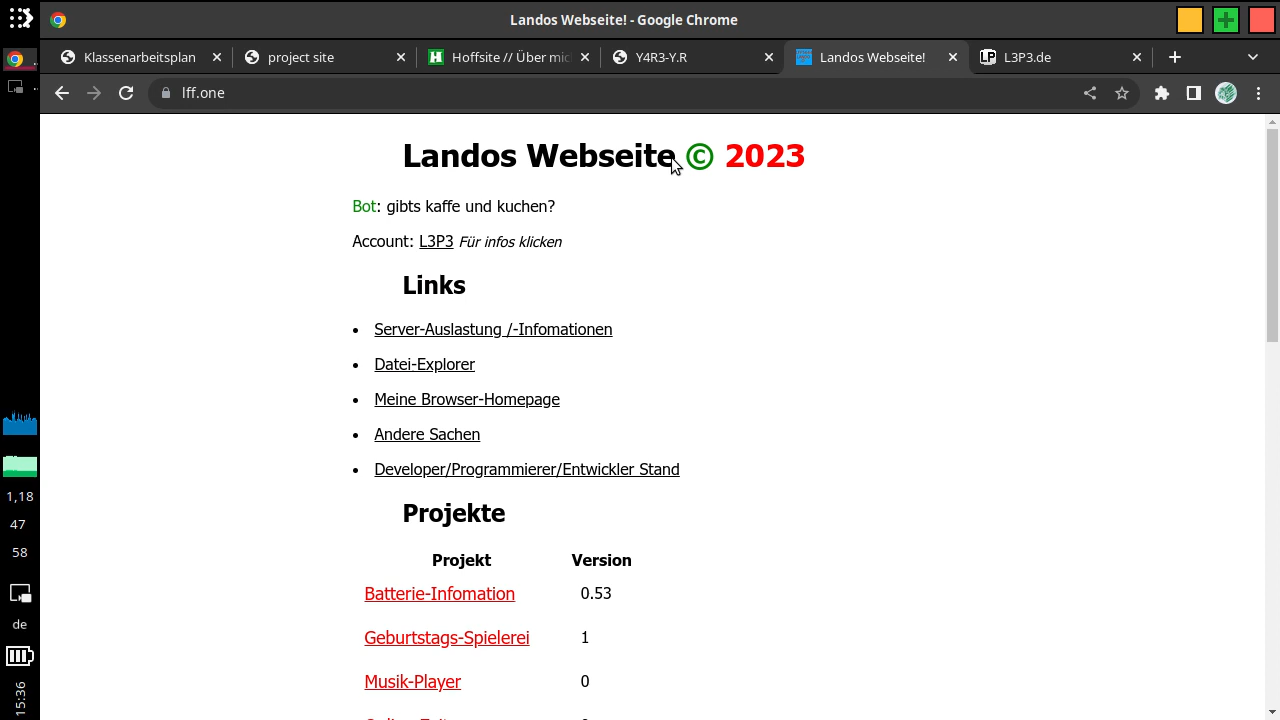 Landos Webseite! - Google Chrome
Klassenarbeitsplan
project site
Hoffsite // Über mic
Y4R3-Y.R
Landos Webseite!
L3P3.de
lff.one
Landos Webseite © 2023
Bot: gibts kaffe und kuchen?
Account: L3P3 Für infos klicken
Links
• Server-Auslastung /-Infomationen
• Datei-Explorer
• Meine Browser-Homepage
• Andere Sachen
• Developer/Programmierer/Entwickler Stand
Projekte
Projekt Version
Batterie-Infomation 0.53
Geburtstags-Spielerei 1
Musik-Player 0
1,18
47
58
de
15:36